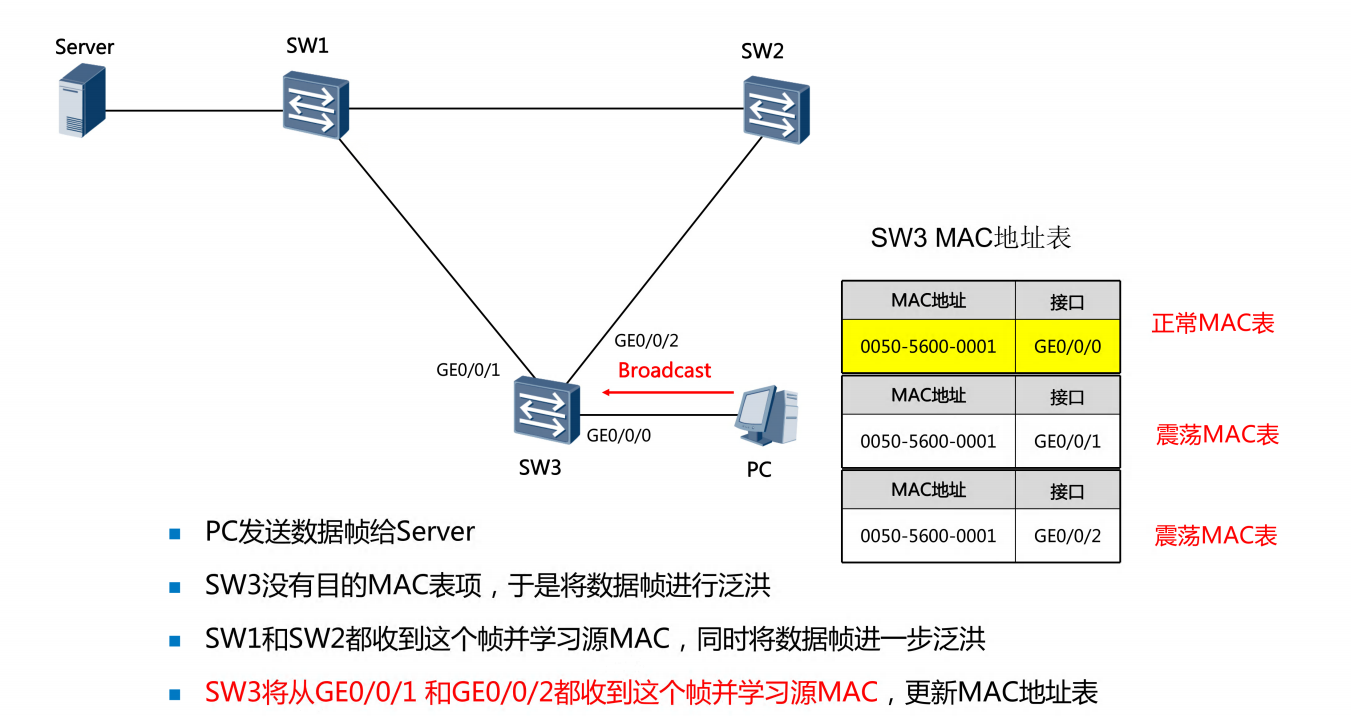 Server
SW1
SW2
SW3 MAC地址表
MAC地址 接口
0050-5600-0001 GE0/0/0
正常MAC表
MAC地址 接口
0050-5600-0001 GE0/0/1
震荡MAC表
MAC地址 接口
0050-5600-0001 GE0/0/2
震荡MAC表
GE0/0/2
GE0/0/1
Broadcast
GE0/0/0
SW3
PC
PC发送数据帧给Server
SW3没有目的MAC表项，于是将数据帧进行泛洪
SW1和SW2都收到这个帧并学习源MAC，同时将数据帧进一步泛洪
SW3将从GE0/0/1 和GE0/0/2都收到这个帧并学习源MAC，更新MAC地址表